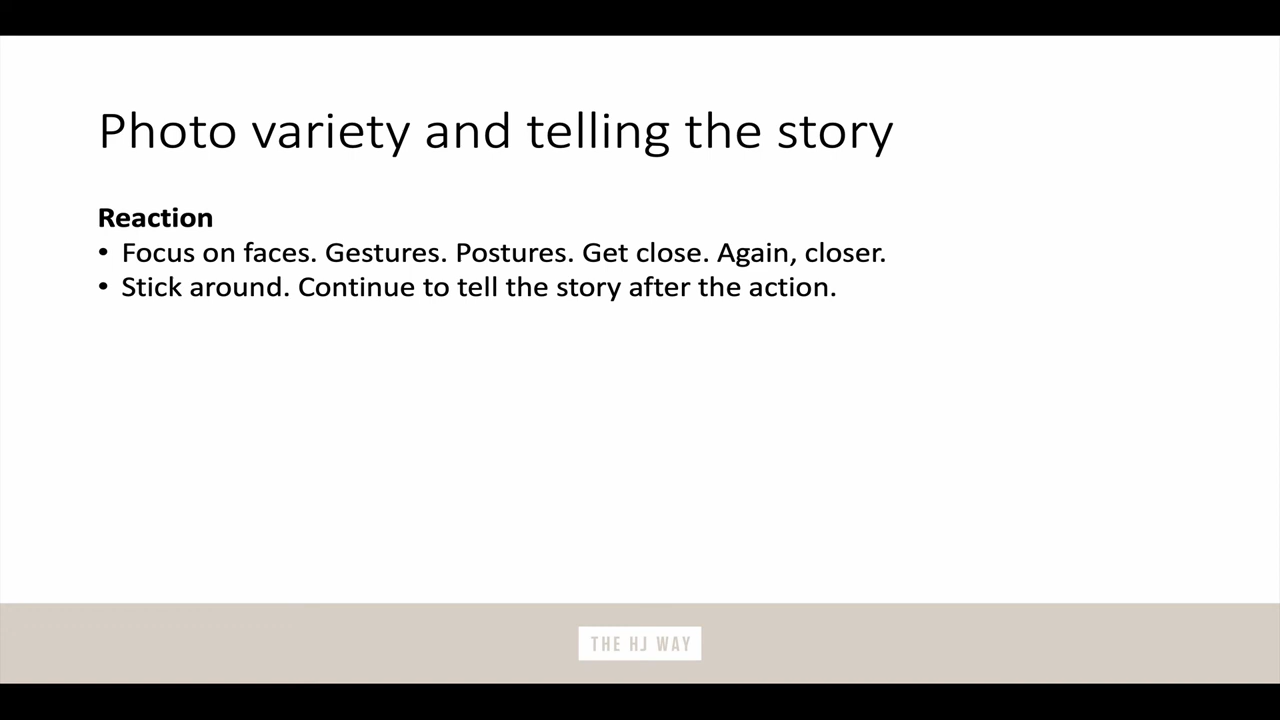 Photo variety and telling the story
Reaction
• Focus on faces. Gestures. Postures. Get close. Again, closer.
• Stick around. Continue to tell the story after the action.
THE HJ WAY